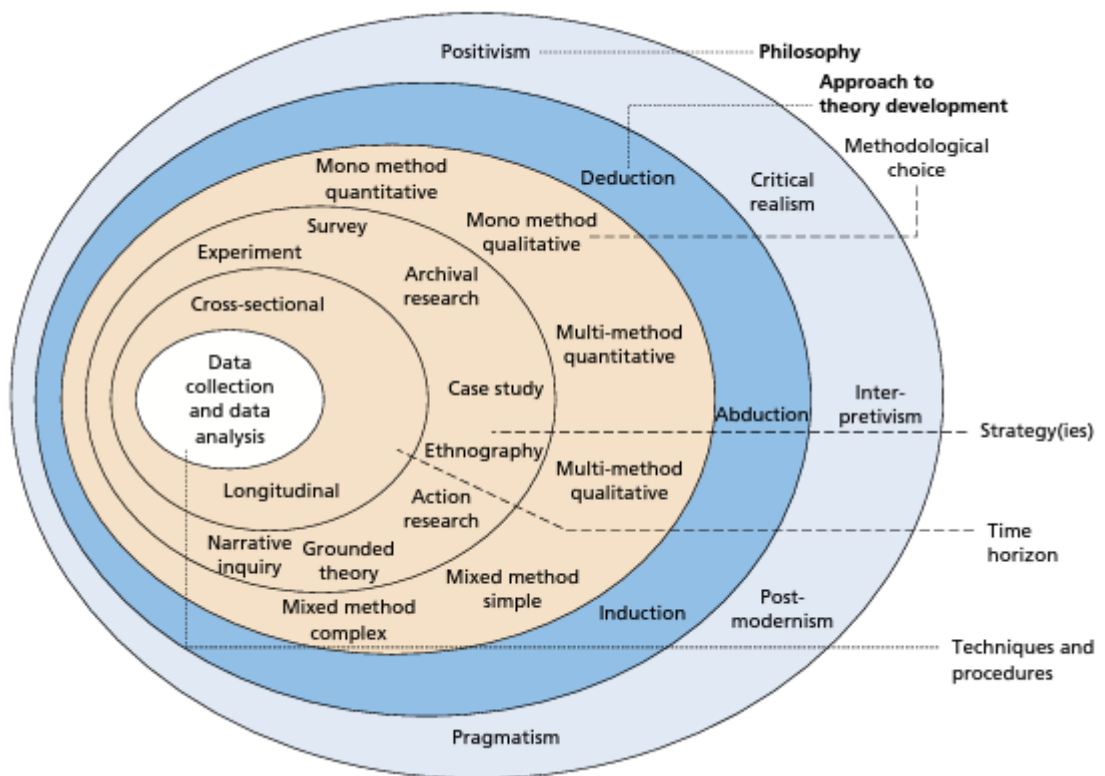 Positivism
Philosophy
Approach to
theory development
Methodological
choice
Mono method
quantitative
Deduction
Critical
realism
Mono method
qualitative
Survey
Experiment
Archival
research
Cross-sectional
Multi-method
quantitative
Data
collection
and data
analysis
Case study
Abduction
Inter-
pretivism
Strategy(ies)
Ethnography
Multi-method
qualitative
Longitudinal
Action
research
Time
horizon
Narrative
inquiry
Grounded
theory
Mixed method
simple
Mixed method
complex
Induction
Post-
modernism
Techniques and
procedures
Pragmatism